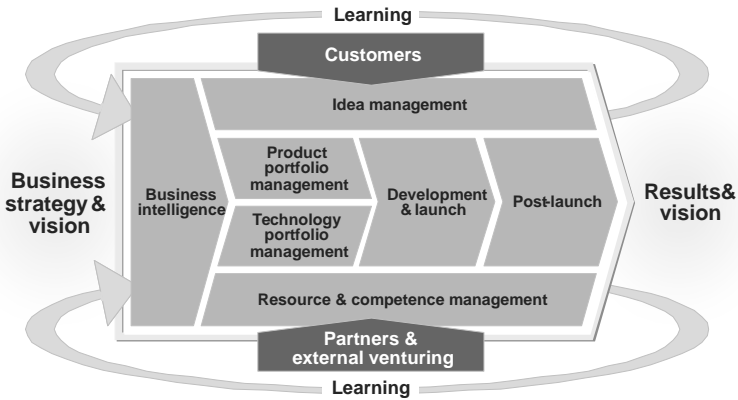 Learning
Customers
Idea management
Product
portfolio
management
Business
strategy &
vision
Business
intelligence
Development
& launch
Post-launch
Results&
vision
Technology
portfolio
management
Resource & competence management
Partners &
external venturing
Learning